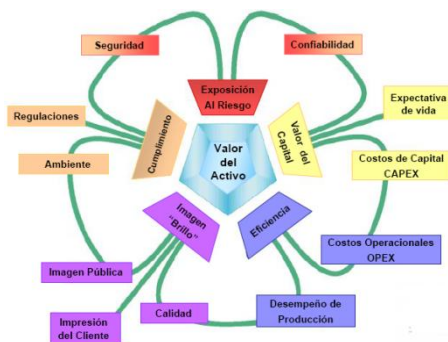 Seguridad
Confiabilidad
Exposición
Al Riesgo
Expectativa
de vida
Regulaciones
Cumplimiento
Valor del
Capital
Ambiente
Valor
del
Activo
Costos de Capital
CAPEX
Imagen
"Brillo"
Eficiencia
Costos Operacionales
OPEX
Imagen Pública
Calidad
Desempeño de
Producción
Impresión
del Cliente